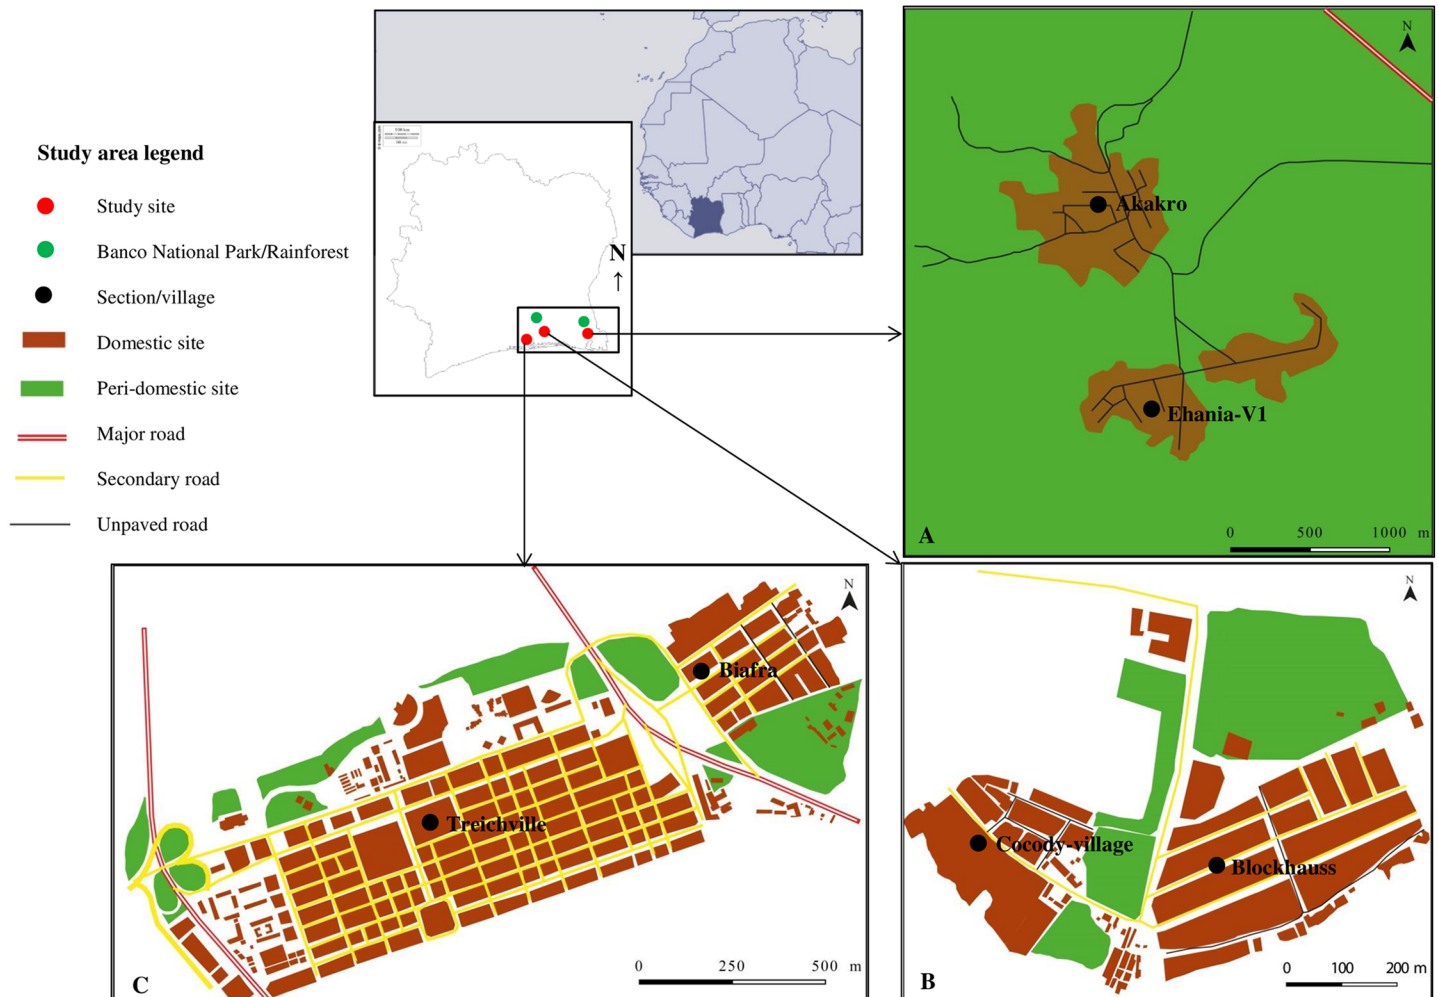 Study area legend
Study site
Banco National Park/Rainforest
Section/village
Domestic site
Peri-domestic site
Major road
Secondary road
Unpaved road
N
N
Akakro
Ehania-V1
0 500 1000 m
A
N
Biafra
Treichville
0 250 500 m
C
N
Cocody-village
Blockhauss
0 100 200 m
B